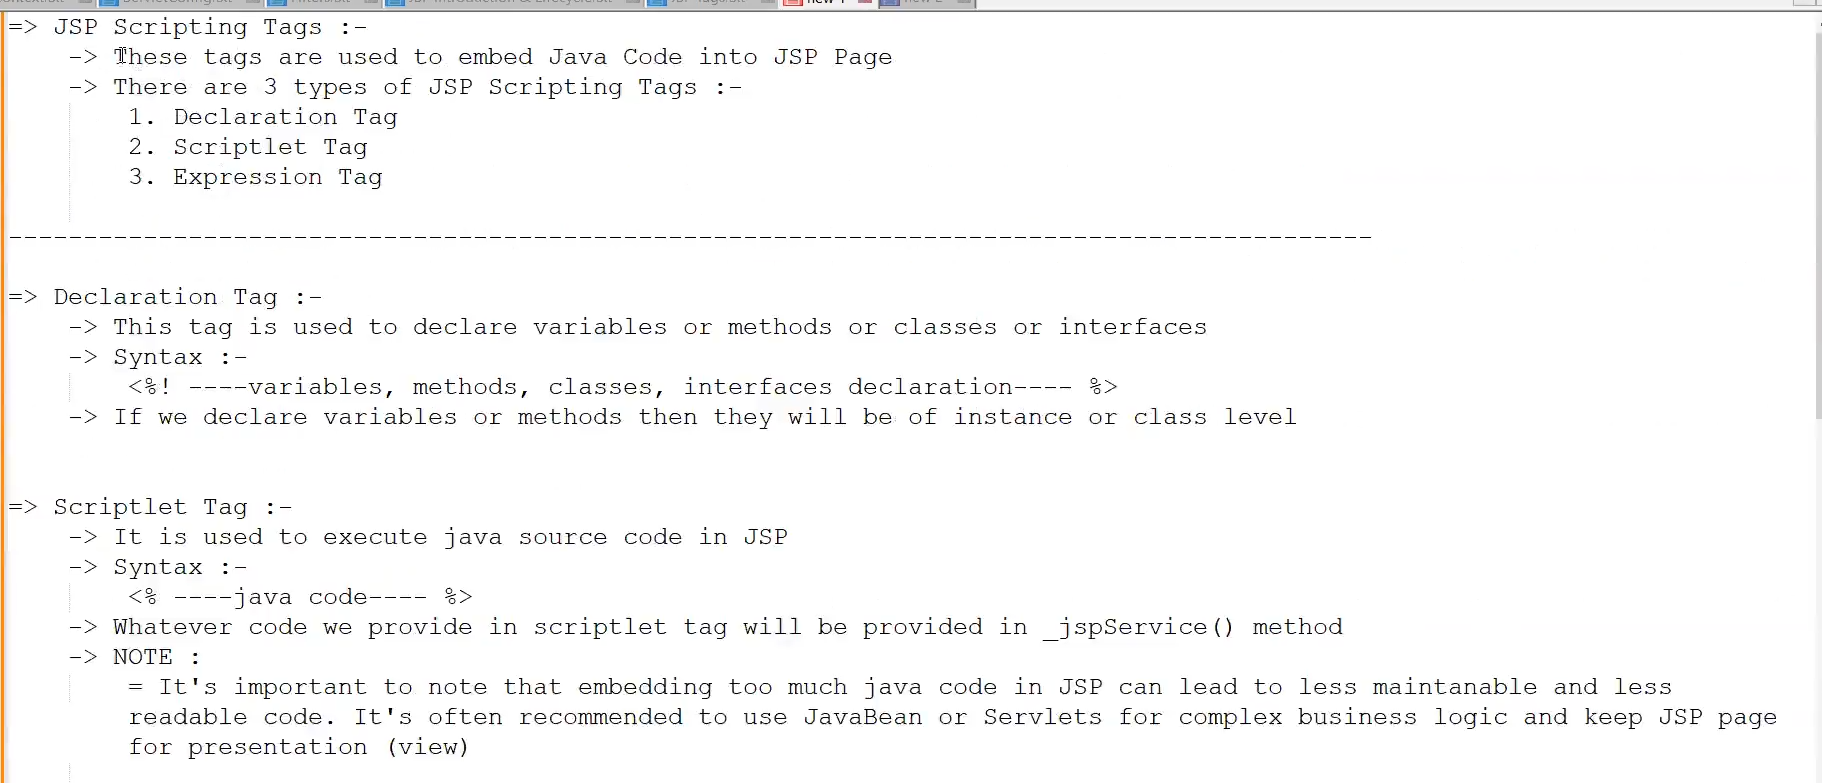 => JSP Scripting Tags :-
-> These tags are used to embed Java Code into JSP Page
-> There are 3 types of JSP Scripting Tags :-
1. Declaration Tag
2. Scriptlet Tag
3. Expression Tag
-------------------------------------------------------------------------------------------
=> Declaration Tag :-
-> This tag is used to declare variables or methods or classes or interfaces
-> Syntax :-
<%! ----variables, methods, classes, interfaces declaration---- %>
-> If we declare variables or methods then they will be of instance or class level
=> Scriptlet Tag :-
-> It is used to execute java source code in JSP
-> Syntax :-
<% ----java code---- %>
-> Whatever code we provide in scriptlet tag will be provided in _jspService() method
-> NOTE :
= It's important to note that embedding too much java code in JSP can lead to less maintanable and less
readable code. It's often recommended to use JavaBean or Servlets for complex business logic and keep JSP page
for presentation (view)